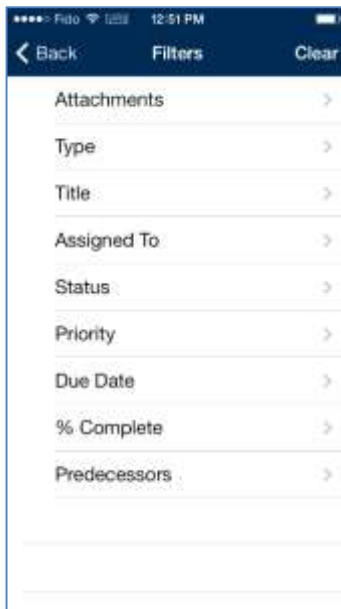 Fido 12:51 PM
Back Filters Clear
Attachments
Type
Title
Assigned To
Status
Priority
Due Date
% Complete
Predecessors